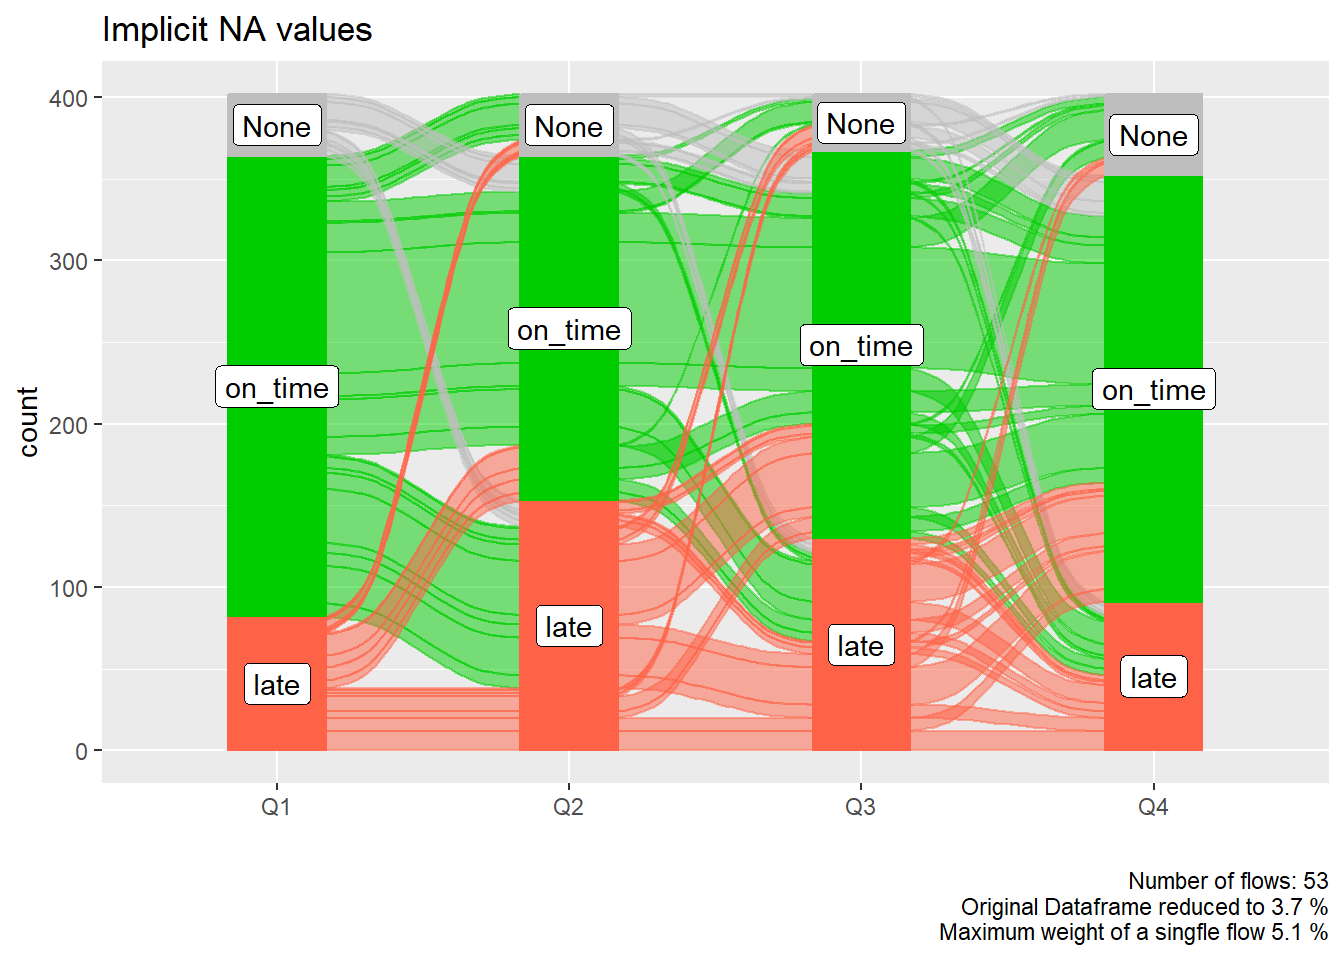 Implicit NA values
400
300
200
100
0
count
None
on_time
late
None
on_time
late
None
on_time
late
None
on_time
late
Q1
Q2
Q3
Q4
Number of flows: 53
Original Dataframe reduced to 3.7 %
Maximum weight of a singfle flow 5.1 %